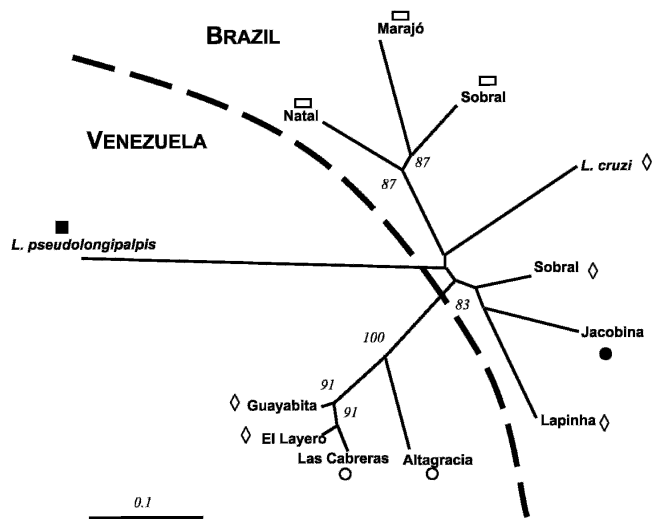 BRAZIL
Marajó
Sobral
Natal
VENEZUELA
87
87
L. cruzi
L. pseudolongipalpis
Sobral
83
Jacobina
100
91
Guayabita
91
Lapinha
El Layero
Las Cabreras
Altagracia
0.1